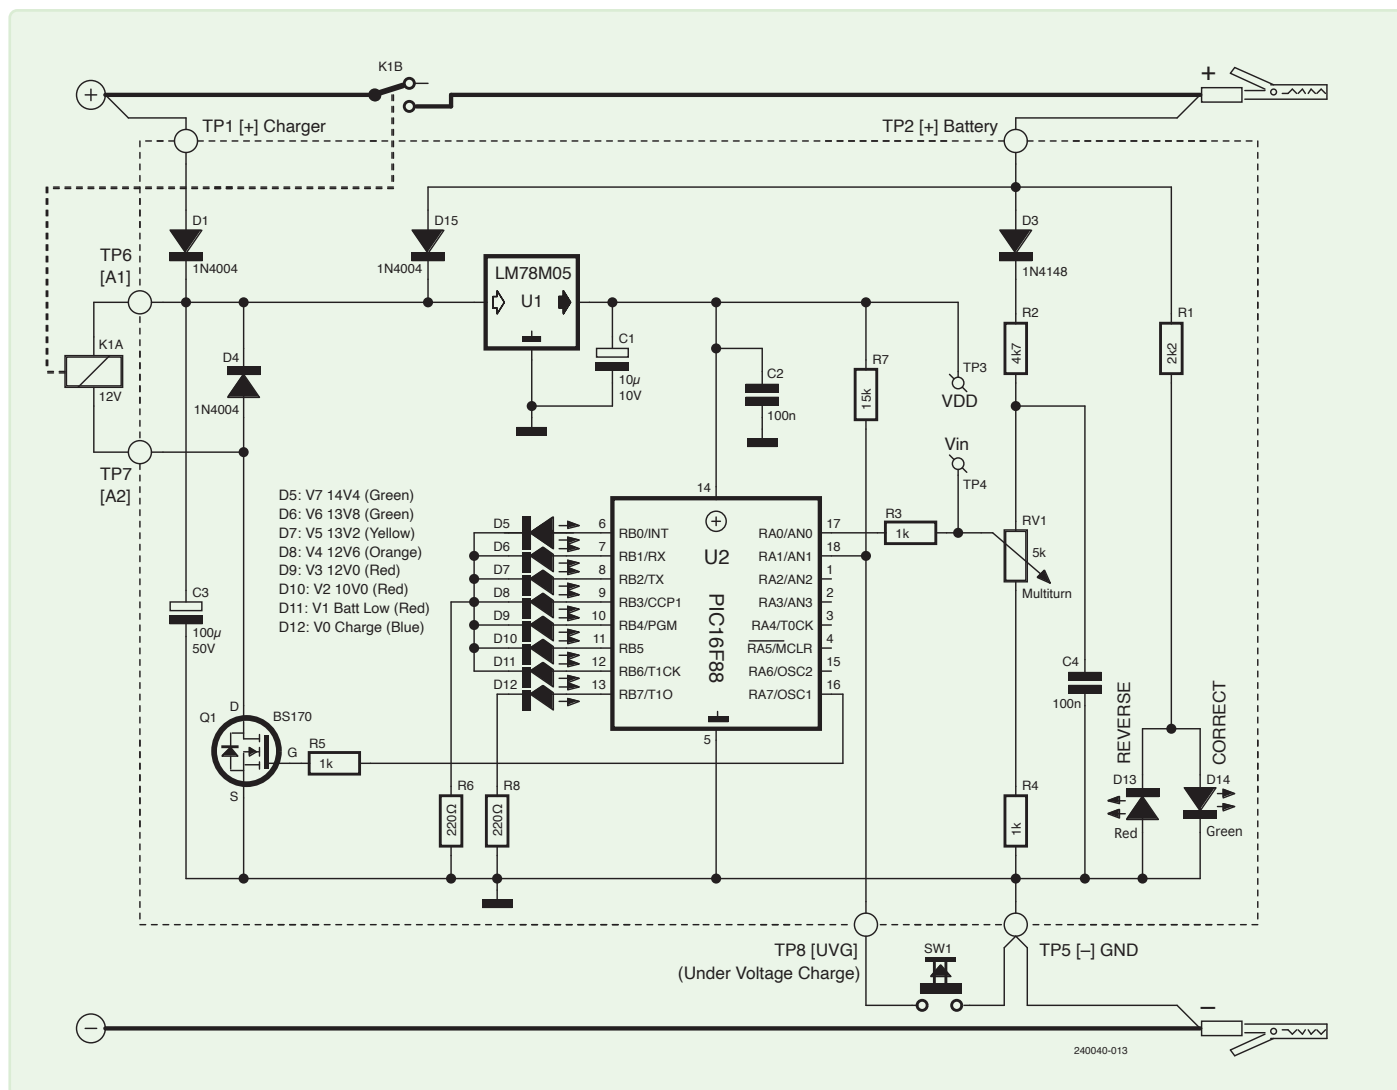 K1B
+
+
TP1 [+] Charger
TP2 [+] Battery
D1
1N4004
D15
1N4004
D3
1N4148
TP6
[A1]
LM78M05
U1
K1A
12V
D4
1N4004
C1
10µ
10V
R2
4k7
R1
2k2
C2
100n
R7
15k
TP3
VDD
TP7
[A2]
Vin
TP4
D5: V7 14V4 (Green)
D6: V6 13V8 (Green)
D7: V5 13V2 (Yellow)
D8: V4 12V6 (Orange)
D9: V3 12V0 (Red)
D10: V2 10V0 (Red)
D11: V1 Batt Low (Red)
D12: V0 Charge (Blue)
14
+
U2
PIC16F88
D5
6
RB0/INT
D6
7
RB1/RX
D7
8
RB2/TX
D8
9
RB3/CCP1
D9
10
RB4/PGM
D10
11
RB5
D11
12
RB6/T1CK
D12
13
RB7/T1O
RA0/AN0
17
RA1/AN1
18
RA2/AN2
1
RA3/AN3
2
RA4/T0CK
3
RA5/MCLR
4
RA6/OSC2
15
RA7/OSC1
16
5
R3
1k
RV1
5k
Multiturn
C3
100µ
50V
C4
100n
Q1
D
BS170
G
S
R5
1k
R6
220Ω
R8
220Ω
R4
1k
REVERSE
CORRECT
D13
Red
D14
Green
TP8 [UVG]
(Under Voltage Charge)
SW1
TP5 [–] GND
–
–
240040-013